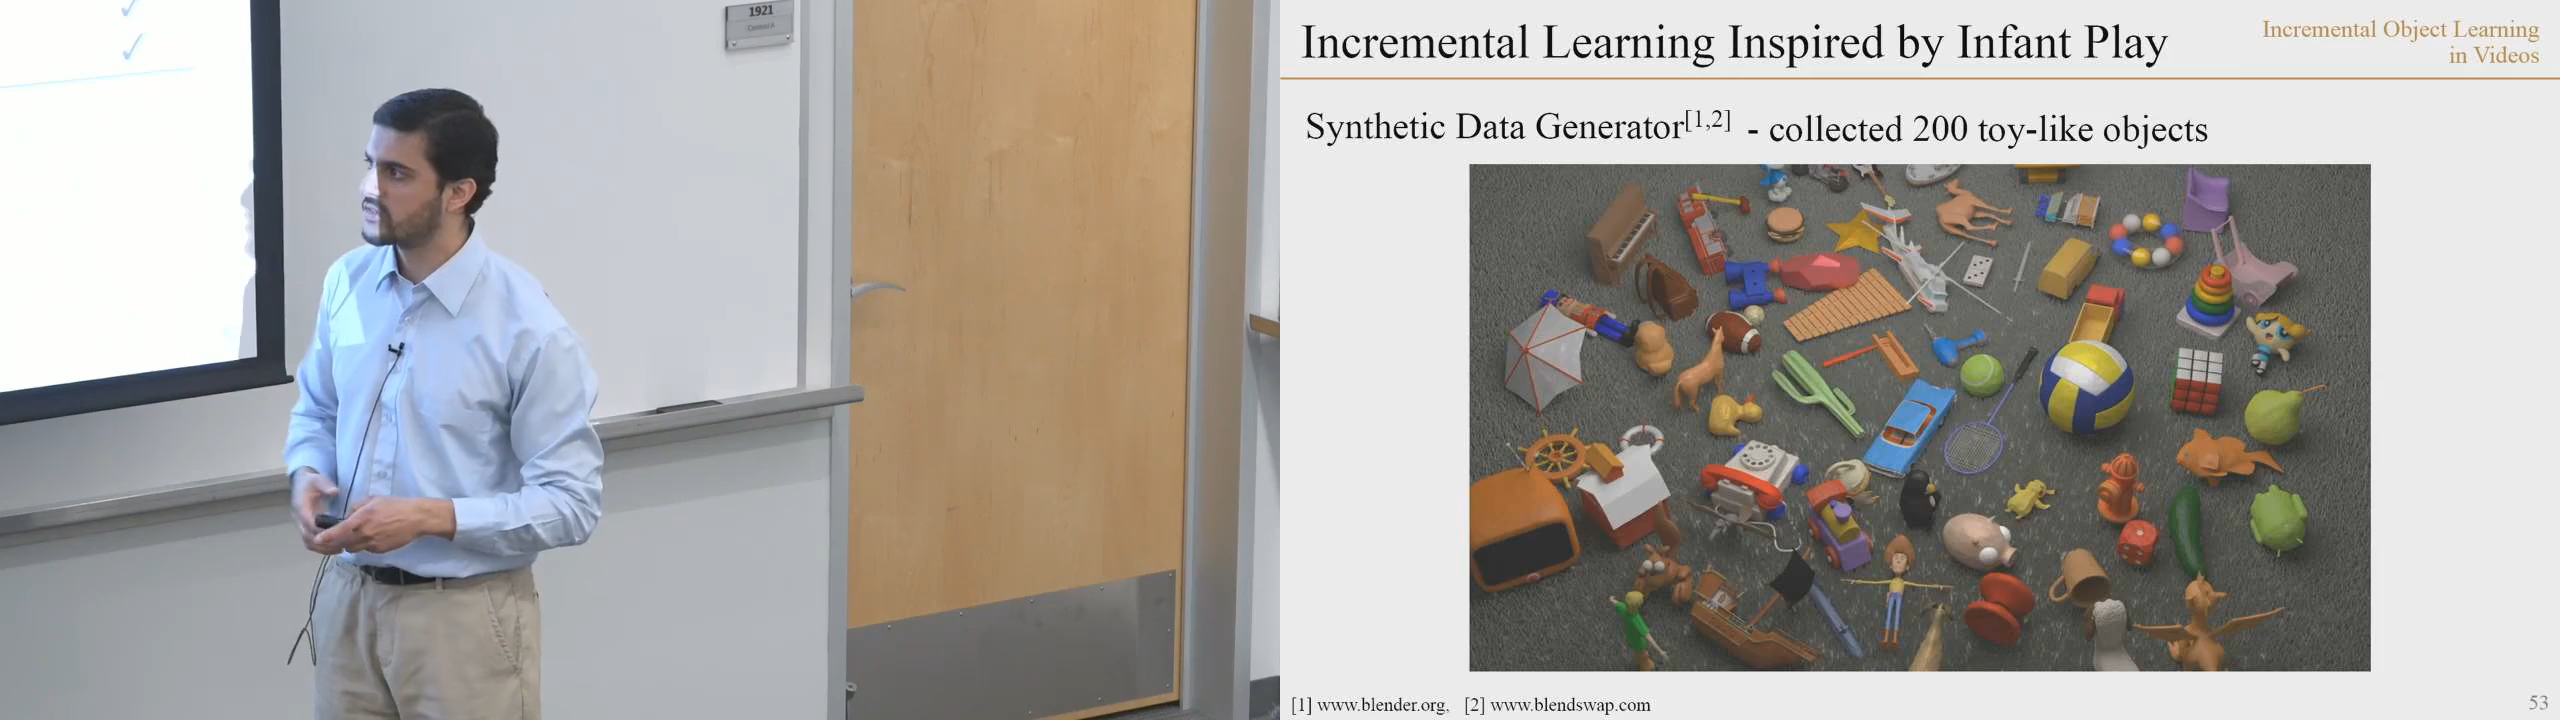 1921
Incremental Learning Inspired by Infant Play
Incremental Object Learning
in Videos
Synthetic Data Generator[1,2] - collected 200 toy-like objects
[1] www.blender.org, [2] www.blendswap.com
53